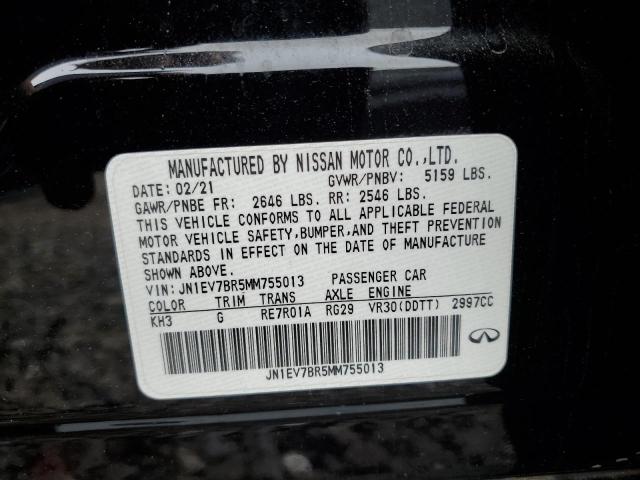 MANUFACTURED BY NISSAN MOTOR CO.,LTD.
DATE: 02/21 GVWR/PNBV: 5159 LBS.
GAWR/PNBE FR: 2646 LBS. RR: 2546 LBS.
THIS VEHICLE CONFORMS TO ALL APPLICABLE FEDERAL
MOTOR VEHICLE SAFETY,BUMPER,AND THEFT PREVENTION
STANDARDS IN EFFECT ON THE DATE OF MANUFACTURE
SHOWN ABOVE.
VIN: JN1EV7BR5MM755013 PASSENGER CAR
COLOR TRIM TRANS AXLE ENGINE
KH3 G RE7R01A RG29 VR30(DDTT) 2997CC
JN1EV7BR5MM755013